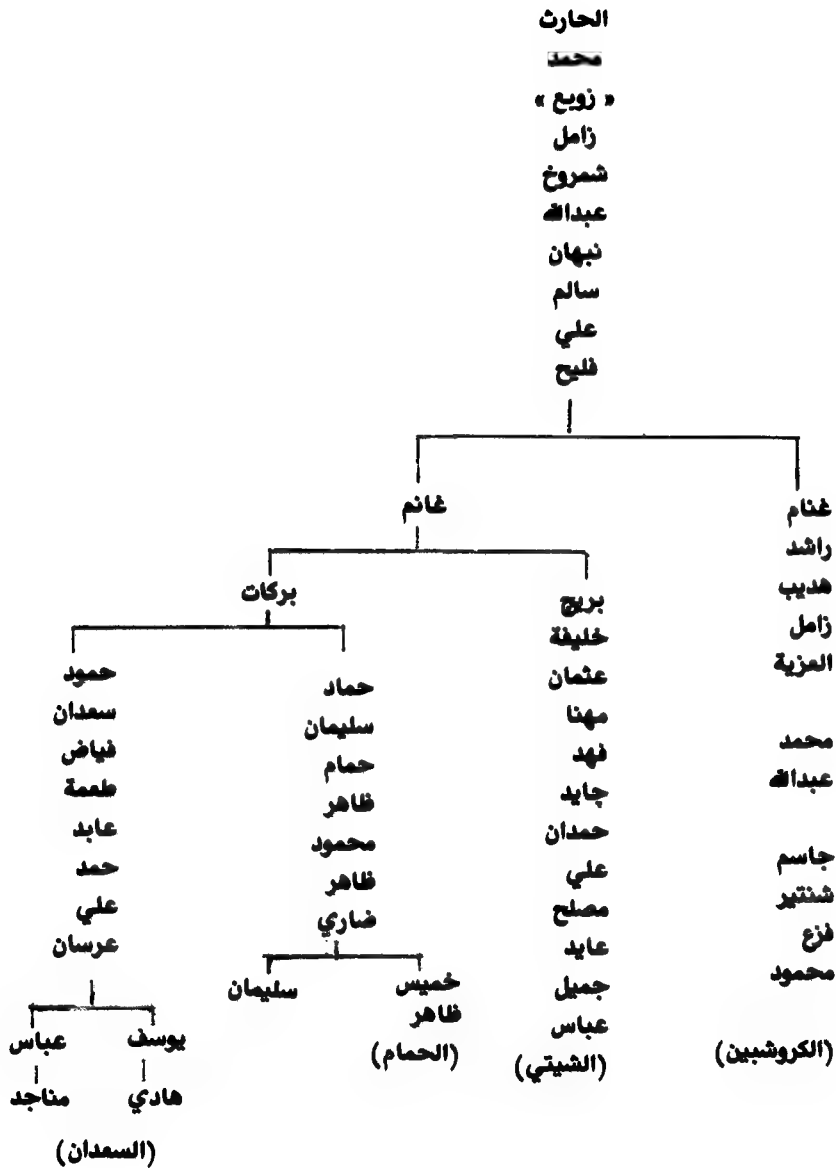 الحارث
محمد
« زوبع »
زامل
شمروخ
عبدالله
نبهان
سالم
علي
فليح
غنام
راشد
هديب
زامل
العزية
محمد
عبدالله
جاسم
شنتير
فزع
محمود
(الكروشبين)
غانم
بريج
خليفة
عثمان
مهنا
فهد
جايد
حمدان
علي
مصلح
عايد
جميل
عباس
(الشيتي)
بركات
حماد
سليمان
حمام
ظاهر
محمود
ظاهر
ضاري
خميس
ظاهر
سليمان
(الحمام)
حمود
سعدان
فياض
طعمة
عابد
حمد
علي
عرسان
يوسف
هادي
عباس
مناجد
(السعدان)